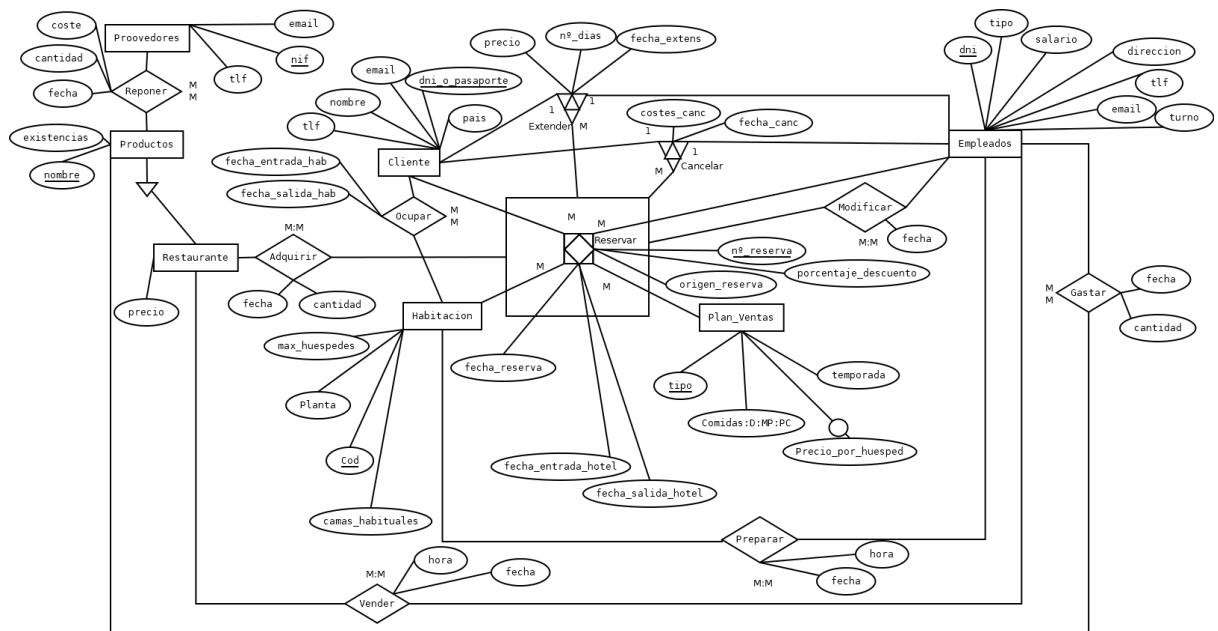 coste
Proovedores
email
cantidad
nif
tlf
fecha
Reponer
M
M
existencias
Productos
nombre
precio
nº_dias
fecha_extens
email
dni_o_pasaporte
nombre
pais
tlf
1
1
Extender
M
costes_canc
fecha_canc
1
1
M
Cancelar
tipo
dni
salario
direccion
tlf
email
turno
Empleados
Cliente
fecha_entrada_hab
fecha_salida_hab
Ocupar
M
M
M:M
Restaurante
Adquirir
fecha
cantidad
precio
M
M
Reservar
M
M
Modificar
M:M
fecha
nº_reserva
porcentaje_descuento
origen_reserva
Habitacion
Plan_Ventas
M
M
Gastar
fecha
cantidad
max_huespedes
fecha_reserva
Planta
Cod
camas_habituales
tipo
temporada
Comidas:D:MP:PC
Precio_por_huesped
fecha_entrada_hotel
fecha_salida_hotel
Preparar
hora
fecha
M:M
M:M
hora
fecha
Vender